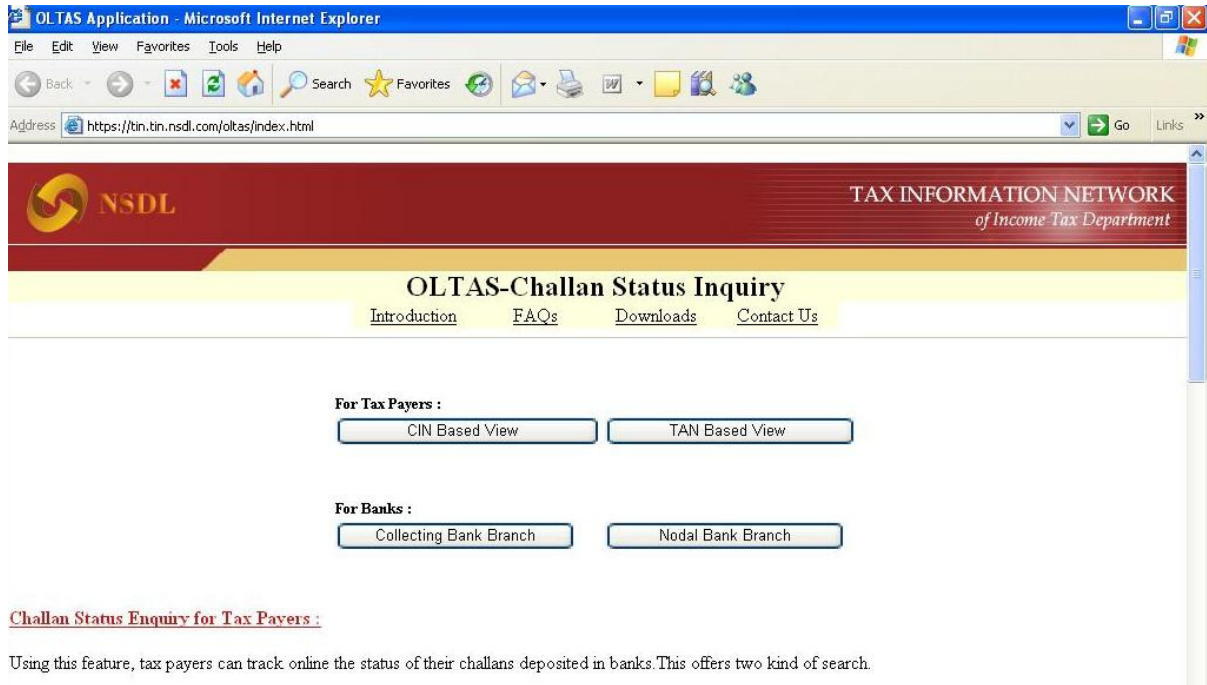 OLTAS Application - Microsoft Internet Explorer
File Edit View Favorites Tools Help
Back Search Favorites
Address https://tin.tin.nsdl.com/oltas/index.html Go Links »
NSDL
TAX INFORMATION NETWORK
of Income Tax Department
OLTAS-Challan Status Inquiry
Introduction FAQs Downloads Contact Us
For Tax Payers :
CIN Based View TAN Based View
For Banks :
Collecting Bank Branch Nodal Bank Branch
Challan Status Enquiry for Tax Payers :
Using this feature, tax payers can track online the status of their challans deposited in banks.This offers two kind of search.